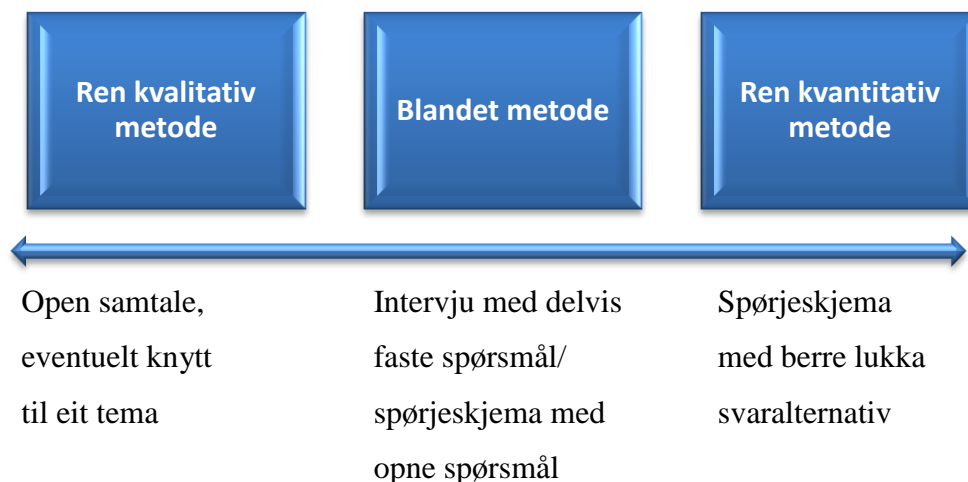 Ren kvalitativ
metode
Blandet metode
Ren kvantitativ
metode
Open samtale,
eventuelt knytt
til eit tema
Intervju med delvis
faste spørsmål/
spørjeskjema med
opne spørsmål
Spørjeskjema
med berre lukka
svaralternativ